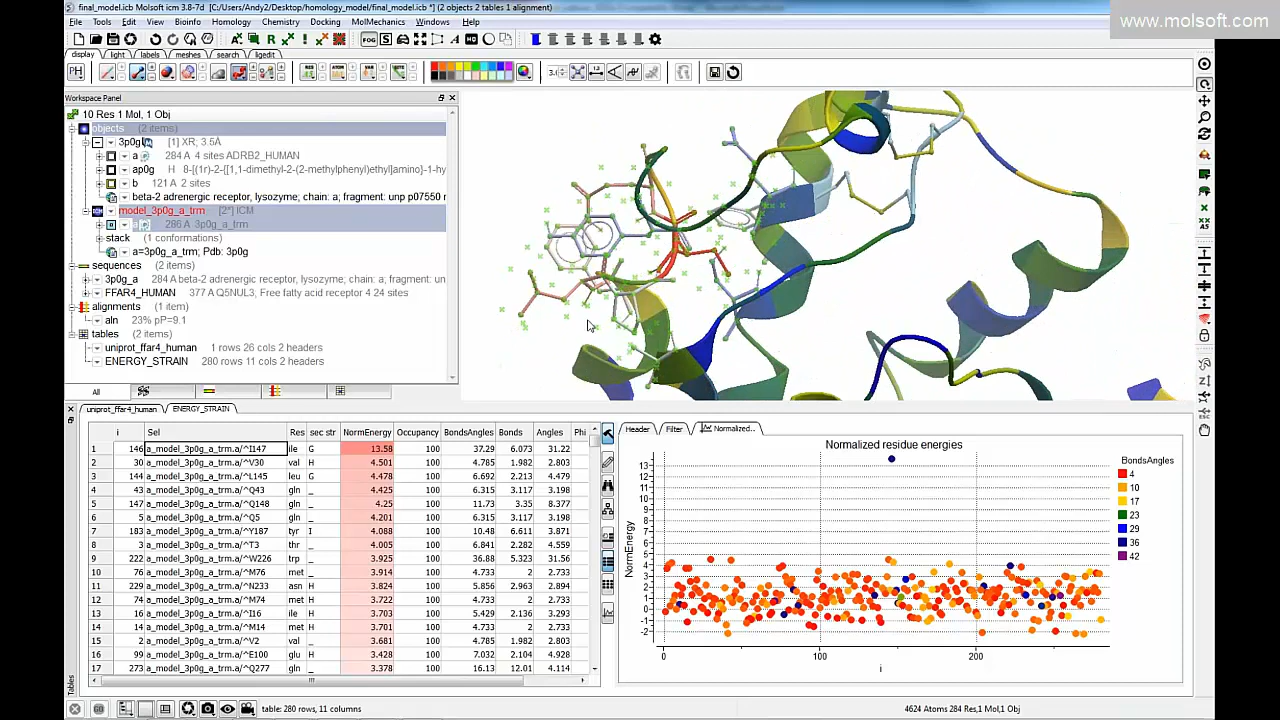 final_model.icb Molsoft icm 3.8-7d [C:/Users/Andy2/Desktop/homology_model/final_model.icb] (2 objects 2 tables 1 alignment)
www.molsoft.com
File Tools Edit View Bioinfo Homology Chemistry Docking MolMechanics Windows Help
display light labels meshes search ligedit
Workspace Panel
10 Res 1 Mol, 1 Obj
objects (2 items)
3p0g [1] XR; 3.5Å
a 284 A 4 sites ADRB2_HUMAN
ap0g H 8-[(1r)-2-{[1,1-dimethyl-2-(2-methylphenyl)ethyl]amino}-1-hy
b 121 A 2 sites
beta-2 adrenergic receptor, lysozyme; chain: a; fragment: unp p07550
model_3p0g_a_trm [2*] ICM
286 A 3p0g_a_trm
stack (1 conformations)
a=3p0g_a_trm; Pdb: 3p0g
sequences (2 items)
3p0g_a 284 a beta-2 adrenergic receptor, lysozyme; chain: a; fragment: un
FFAR4_HUMAN 377 A Q5NUL3; Free fatty acid receptor 4 24 sites
alignments (1 item)
aln 23% pP=9.1
tables (2 items)
uniprot_ffar4_human 1 rows 26 cols 2 headers
ENERGY_STRAIN 280 rows 11 cols 2 headers
All
uniprot_ffar4_human ENERGY_STRAIN
i Sel Res sec str NormEnergy Occupancy BondsAngles Bonds Angles Phi
1 146 a_model_3p0g_a_trm.a/^I147 ile G 13.58 100 37.29 6.073 31.22
2 30 a_model_3p0g_a_trm.a/^V30 val H 4.501 100 4.785 1.982 2.803
3 144 a_model_3p0g_a_trm.a/^L145 leu G 4.478 100 6.692 2.213 4.479
4 43 a_model_3p0g_a_trm.a/^Q43 gln _ 4.425 100 6.315 3.117 3.198
5 147 a_model_3p0g_a_trm.a/^Q148 gln _ 4.25 100 11.73 3.35 8.377
6 5 a_model_3p0g_a_trm.a/^Q5 gln _ 4.201 100 6.315 3.117 3.198
7 183 a_model_3p0g_a_trm.a/^Y187 tyr I 4.088 100 10.48 6.611 3.871
8 3 a_model_3p0g_a_trm.a/^T3 thr _ 4.005 100 6.841 2.282 4.559
9 222 a_model_3p0g_a_trm.a/^W226 trp _ 3.925 100 36.88 5.323 31.56
10 76 a_model_3p0g_a_trm.a/^M76 met _ 3.914 100 4.733 2 2.733
11 229 a_model_3p0g_a_trm.a/^N233 asn H 3.824 100 5.856 2.963 2.894
12 74 a_model_3p0g_a_trm.a/^M74 met H 3.722 100 4.733 2 2.733
13 16 a_model_3p0g_a_trm.a/^I16 ile H 3.703 100 5.429 2.136 3.293
14 14 a_model_3p0g_a_trm.a/^M14 met H 3.701 100 4.733 2 2.733
15 2 a_model_3p0g_a_trm.a/^V2 val _ 3.681 100 4.785 1.982 2.803
16 99 a_model_3p0g_a_trm.a/^E100 glu H 3.428 100 7.032 2.104 4.928
17 273 a_model_3p0g_a_trm.a/^Q277 gln _ 3.378 100 16.13 12.01 4.114
Tables
Header Filter Normalized..
Normalized residue energies
NormEnergy
13
12
11
10
9
8
7
6
5
4
3
2
1
0
-1
-2
0 100 200
i
BondsAngles
4
10
17
23
29
36
42
table: 280 rows, 11 columns
4624 Atoms 284 Res,1 Mol,1 Obj